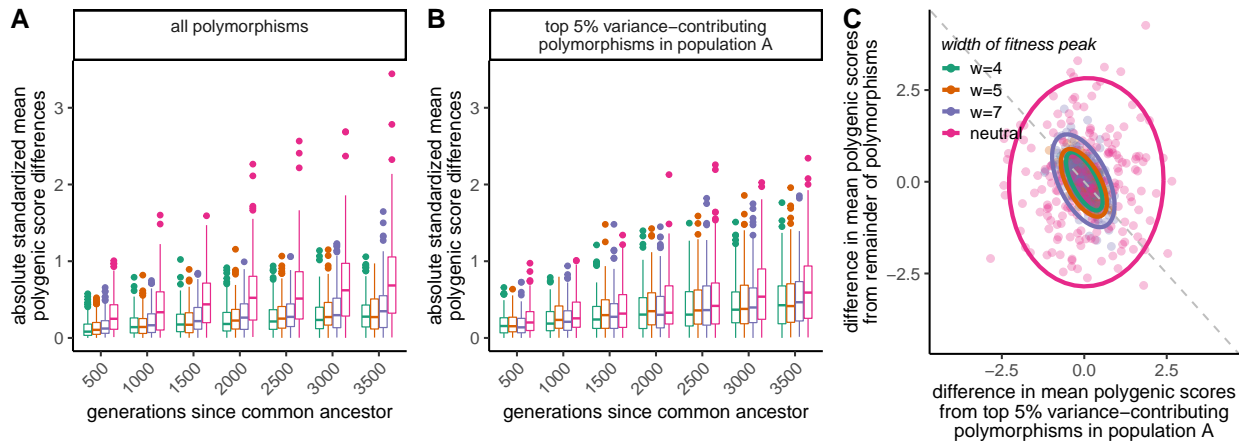 A
all polymorphisms
absolute standardized mean
polygenic score differences
3
2
1
0
500
1000
1500
2000
2500
3000
3500
generations since common ancestor
B
top 5% variance−contributing
polymorphisms in population A
absolute standardized mean
polygenic score differences
3
2
1
0
500
1000
1500
2000
2500
3000
3500
generations since common ancestor
C
difference in mean polygenic scores
from remainder of polymorphisms
width of fitness peak
w=4
w=5
w=7
neutral
2.5
0.0
−2.5
−2.5
0.0
2.5
difference in mean polygenic scores
from top 5% variance−contributing
polymorphisms in population A